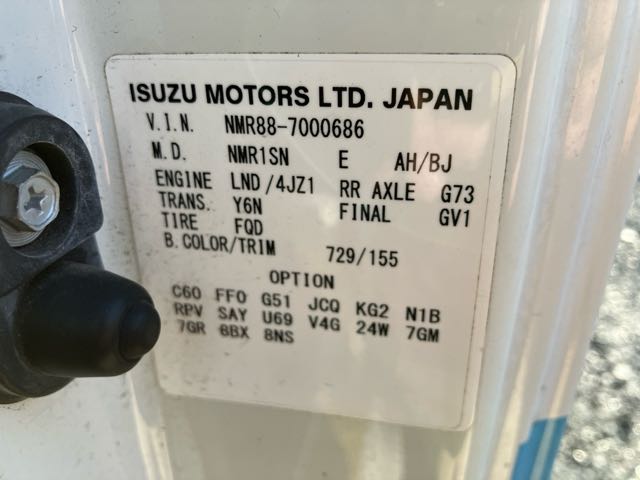 ISUZU MOTORS LTD. JAPAN
V.I.N. NMR88-7000686
M.D. NMR1SN E AH/BJ
ENGINE LND/4JZ1 RR AXLE G73
TRANS. Y6N FINAL GV1
TIRE FQD
B.COLOR/TRIM 729/155
OPTION
C60 FF0 G51 JCQ KG2 N1B
RPV SAY U69 V4G 24W 7GM
7GR 8BX 8NS